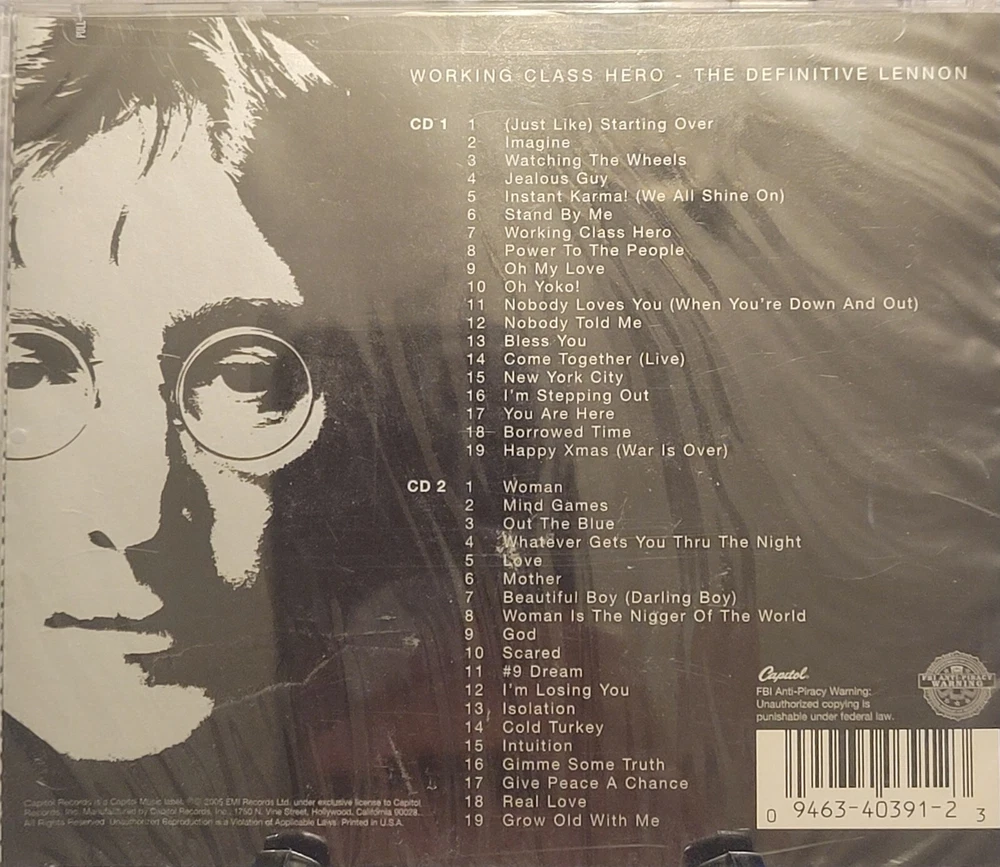 PULL
WORKING CLASS HERO - THE DEFINITIVE LENNON
CD 1 1 (Just Like) Starting Over
2 Imagine
3 Watching The Wheels
4 Jealous Guy
5 Instant Karma! (We All Shine On)
6 Stand By Me
7 Working Class Hero
8 Power To The People
9 Oh My Love
10 Oh Yoko!
11 Nobody Loves You (When You're Down And Out)
12 Nobody Told Me
13 Bless You
14 Come Together (Live)
15 New York City
16 I'm Stepping Out
17 You Are Here
18 Borrowed Time
19 Happy Xmas (War Is Over)
CD 2 1 Woman
2 Mind Games
3 Out The Blue
4 Whatever Gets You Thru The Night
5 Love
6 Mother
7 Beautiful Boy (Darling Boy)
8 Woman Is The Nigger Of The World
9 God
10 Scared
11 #9 Dream
12 I'm Losing You
13 Isolation
14 Cold Turkey
15 Intuition
16 Gimme Some Truth
17 Give Peace A Chance
18 Real Love
19 Grow Old With Me
Capitol
FBI ANTI-PIRACY
WARNING
FBI Anti-Piracy Warning:
Unauthorized copying is
punishable under federal law.
0 9463-40391-2 3
Capitol Records is a Capitol Music label. ℗© 2005 EMI Records Ltd. under exclusive license to Capitol
Records, Inc. Manufactured by Capitol Records, Inc., 1750 N. Vine Street, Hollywood, California 90028.
All Rights Reserved. Unauthorized Reproduction is a Violation of Applicable Laws. Printed in U.S.A.